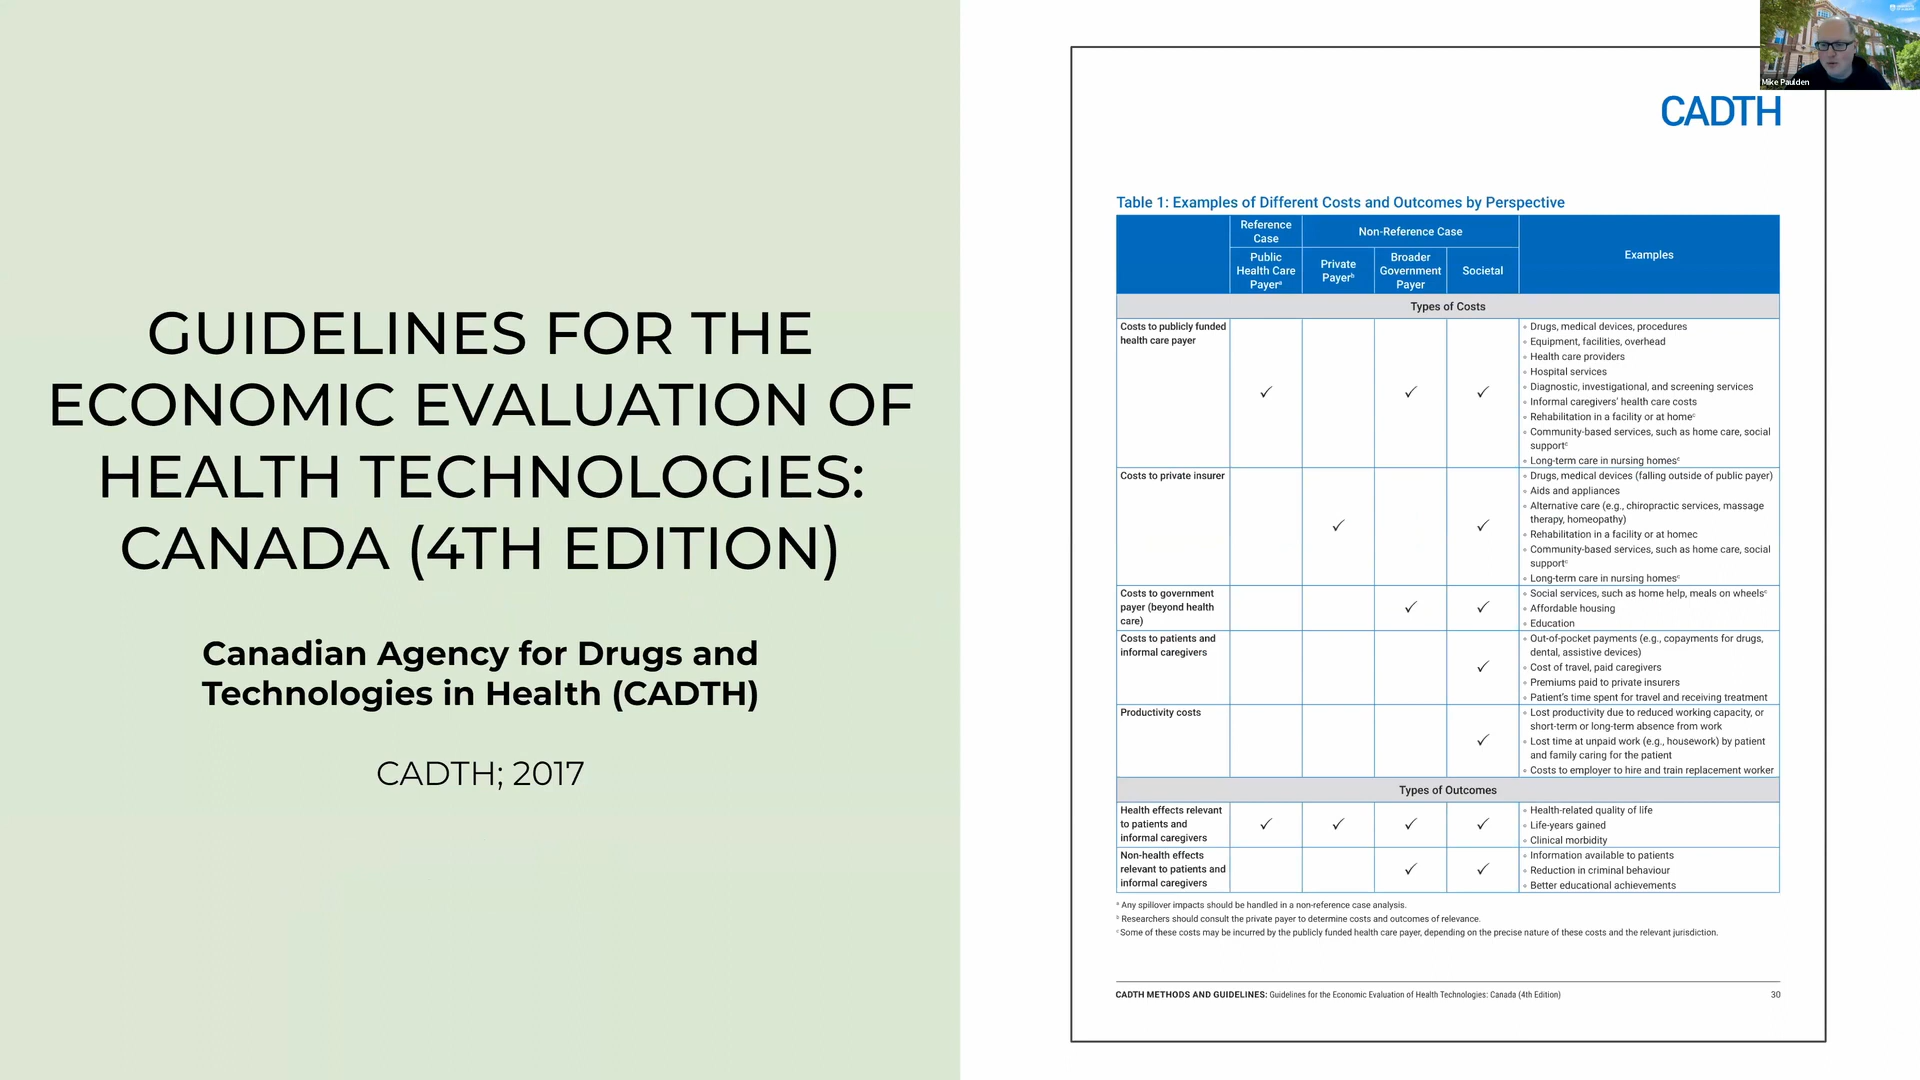 GUIDELINES FOR THE
ECONOMIC EVALUATION OF
HEALTH TECHNOLOGIES:
CANADA (4TH EDITION)
Canadian Agency for Drugs and
Technologies in Health (CADTH)
CADTH; 2017
Mike Paulden
CADTH
Table 1: Examples of Different Costs and Outcomes by Perspective
Reference
Case
Non-Reference Case
Examples
Public
Health Care
Payerᵃ
Private
Payerᵇ
Broader
Government
Payer
Societal
Types of Costs
Costs to publicly funded
health care payer
✓ ✓ ✓
• Drugs, medical devices, procedures
• Equipment, facilities, overhead
• Health care providers
• Hospital services
• Diagnostic, investigational, and screening services
• Informal caregivers' health care costs
• Rehabilitation in a facility or at homeᶜ
• Community-based services, such as home care, social
supportᶜ
• Long-term care in nursing homesᶜ
Costs to private insurer
✓ ✓
• Drugs, medical devices (falling outside of public payer)
• Aids and appliances
• Alternative care (e.g., chiropractic services, massage
therapy, homeopathy)
• Rehabilitation in a facility or at homec
• Community-based services, such as home care, social
supportᶜ
• Long-term care in nursing homesᶜ
Costs to government
payer (beyond health
care)
✓ ✓
• Social services, such as home help, meals on wheelsᶜ
• Affordable housing
• Education
Costs to patients and
informal caregivers
✓
• Out-of-pocket payments (e.g., copayments for drugs,
dental, assistive devices)
• Cost of travel, paid caregivers
• Premiums paid to private insurers
• Patient's time spent for travel and receiving treatment
Productivity costs
✓
• Lost productivity due to reduced working capacity, or
short-term or long-term absence from work
• Lost time at unpaid work (e.g., housework) by patient
and family caring for the patient
• Costs to employer to hire and train replacement worker
Types of Outcomes
Health effects relevant
to patients and
informal caregivers
✓ ✓ ✓ ✓
• Health-related quality of life
• Life-years gained
• Clinical morbidity
Non-health effects
relevant to patients and
informal caregivers
✓ ✓
• Information available to patients
• Reduction in criminal behaviour
• Better educational achievements
ᵃ Any spillover impacts should be handled in a non-reference case analysis.
ᵇ Researchers should consult the private payer to determine costs and outcomes of relevance.
ᶜ Some of these costs may be incurred by the publicly funded health care payer, depending on the precise nature of these costs and the relevant jurisdiction.
CADTH METHODS AND GUIDELINES: Guidelines for the Economic Evaluation of Health Technologies: Canada (4th Edition)
30